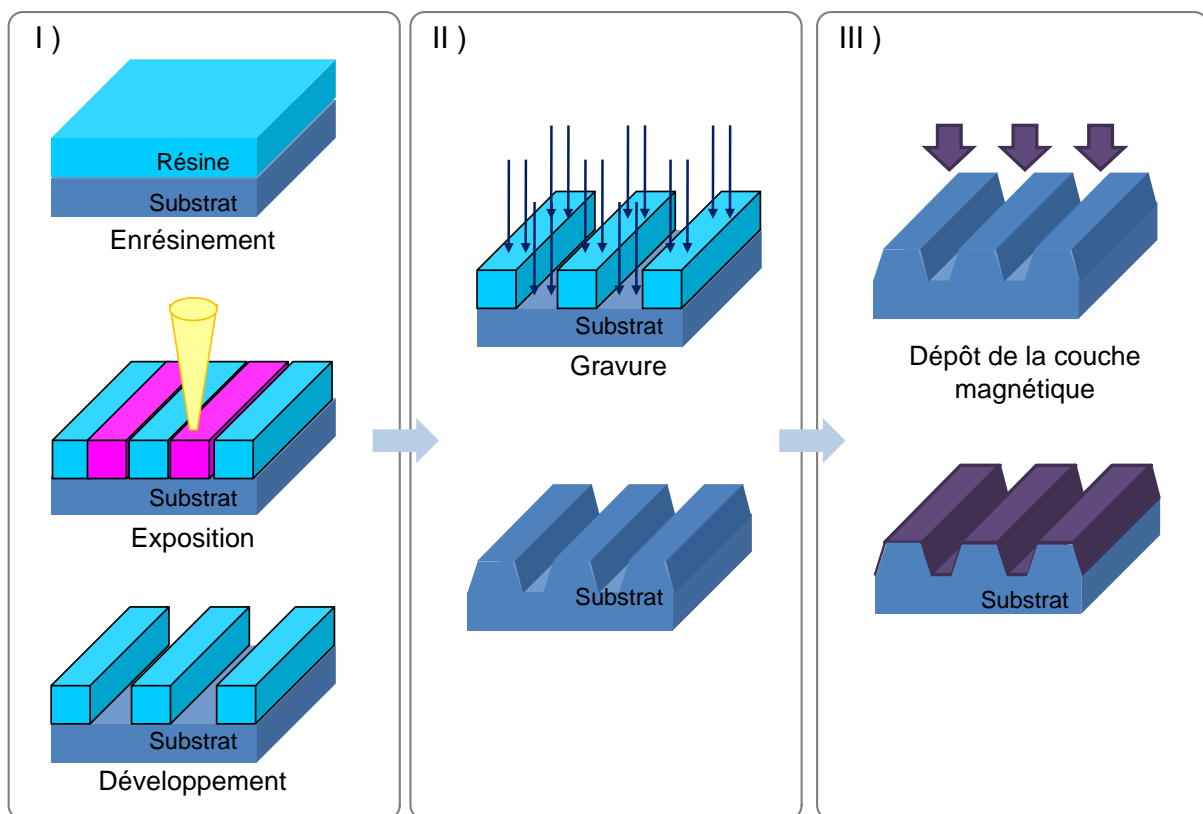 I )
Résine
Substrat
Enrésinement
Substrat
Exposition
Substrat
Développement
II )
Substrat
Gravure
Substrat
III )
Dépôt de la couche
magnétique
Substrat